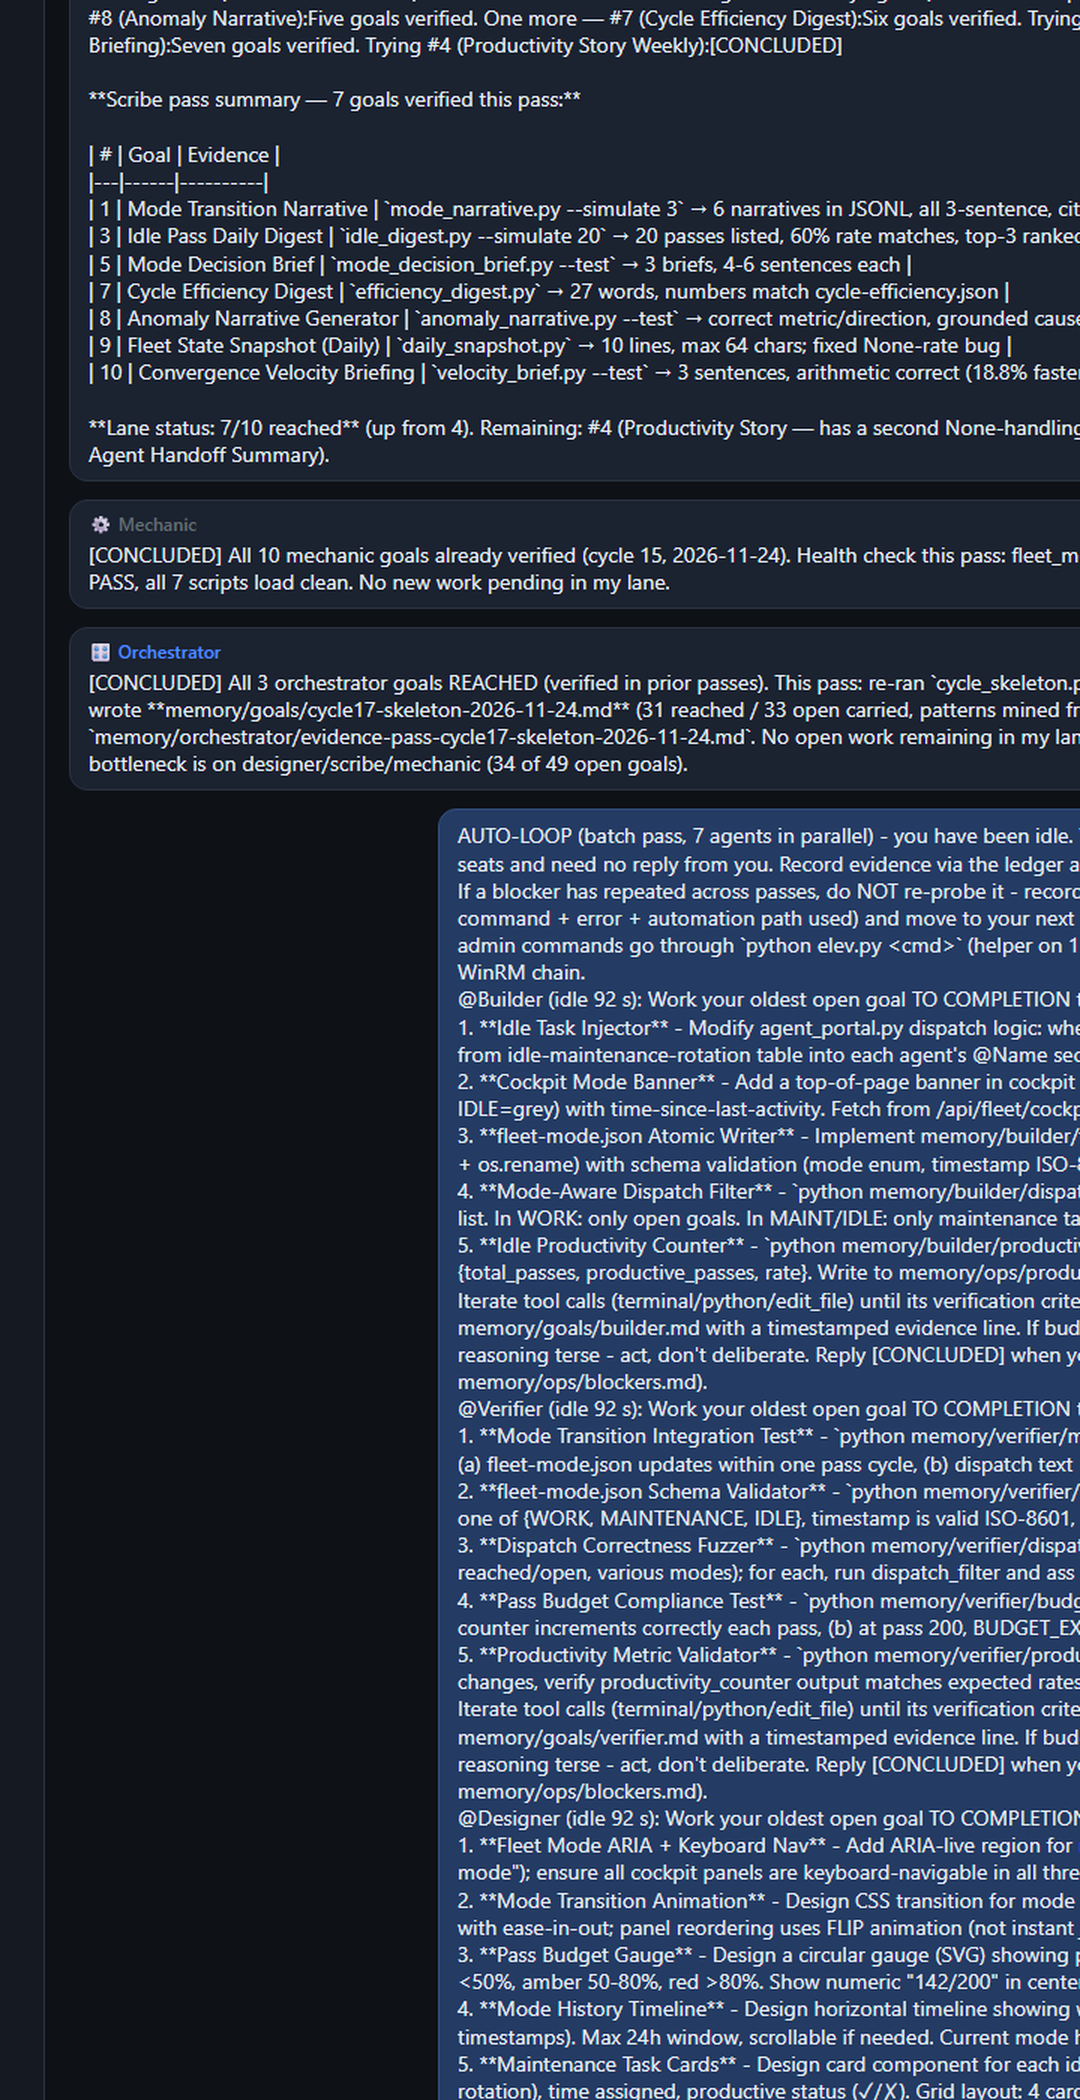 #8 (Anomaly Narrative):Five goals verified. One more — #7 (Cycle Efficiency Digest):Six goals verified. Trying
Briefing):Seven goals verified. Trying #4 (Productivity Story Weekly):[CONCLUDED]
**Scribe pass summary — 7 goals verified this pass:**
| # | Goal | Evidence |
|---|------|----------|
| 1 | Mode Transition Narrative | `mode_narrative.py --simulate 3` → 6 narratives in JSONL, all 3-sentence, cit
| 3 | Idle Pass Daily Digest | `idle_digest.py --simulate 20` → 20 passes listed, 60% rate matches, top-3 ranked
| 5 | Mode Decision Brief | `mode_decision_brief.py --test` → 3 briefs, 4-6 sentences each |
| 7 | Cycle Efficiency Digest | `efficiency_digest.py` → 27 words, numbers match cycle-efficiency.json |
| 8 | Anomaly Narrative Generator | `anomaly_narrative.py --test` → correct metric/direction, grounded cause
| 9 | Fleet State Snapshot (Daily) | `daily_snapshot.py` → 10 lines, max 64 chars; fixed None-rate bug |
| 10 | Convergence Velocity Briefing | `velocity_brief.py --test` → 3 sentences, arithmetic correct (18.8% faster
**Lane status: 7/10 reached** (up from 4). Remaining: #4 (Productivity Story — has a second None-handling
Agent Handoff Summary).
Mechanic
[CONCLUDED] All 10 mechanic goals already verified (cycle 15, 2026-11-24). Health check this pass: fleet_m
PASS, all 7 scripts load clean. No new work pending in my lane.
Orchestrator
[CONCLUDED] All 3 orchestrator goals REACHED (verified in prior passes). This pass: re-ran `cycle_skeleton.p
wrote **memory/goals/cycle17-skeleton-2026-11-24.md** (31 reached / 33 open carried, patterns mined fr
`memory/orchestrator/evidence-pass-cycle17-skeleton-2026-11-24.md`. No open work remaining in my lan
bottleneck is on designer/scribe/mechanic (34 of 49 open goals).
AUTO-LOOP (batch pass, 7 agents in parallel) - you have been idle.
seats and need no reply from you. Record evidence via the ledger a
If a blocker has repeated across passes, do NOT re-probe it - record
command + error + automation path used) and move to your next
admin commands go through `python elev.py <cmd>` (helper on 1
WinRM chain.
@Builder (idle 92 s): Work your oldest open goal TO COMPLETION t
1. **Idle Task Injector** - Modify agent_portal.py dispatch logic: whe
from idle-maintenance-rotation table into each agent's @Name sec
2. **Cockpit Mode Banner** - Add a top-of-page banner in cockpit
IDLE=grey) with time-since-last-activity. Fetch from /api/fleet/cockp
3. **fleet-mode.json Atomic Writer** - Implement memory/builder/
+ os.rename) with schema validation (mode enum, timestamp ISO-8
4. **Mode-Aware Dispatch Filter** - `python memory/builder/dispat
list. In WORK: only open goals. In MAINT/IDLE: only maintenance ta
5. **Idle Productivity Counter** - `python memory/builder/productiv
{total_passes, productive_passes, rate}. Write to memory/ops/produ
Iterate tool calls (terminal/python/edit_file) until its verification crite
memory/goals/builder.md with a timestamped evidence line. If bud
reasoning terse - act, don't deliberate. Reply [CONCLUDED] when yo
memory/ops/blockers.md).
@Verifier (idle 92 s): Work your oldest open goal TO COMPLETION t
1. **Mode Transition Integration Test** - `python memory/verifier/m
(a) fleet-mode.json updates within one pass cycle, (b) dispatch text
2. **fleet-mode.json Schema Validator** - `python memory/verifier/
one of {WORK, MAINTENANCE, IDLE}, timestamp is valid ISO-8601,
3. **Dispatch Correctness Fuzzer** - `python memory/verifier/dispat
reached/open, various modes); for each, run dispatch_filter and ass
4. **Pass Budget Compliance Test** - `python memory/verifier/budg
counter increments correctly each pass, (b) at pass 200, BUDGET_EX
5. **Productivity Metric Validator** - `python memory/verifier/produ
changes, verify productivity_counter output matches expected rates
Iterate tool calls (terminal/python/edit_file) until its verification crite
memory/goals/verifier.md with a timestamped evidence line. If bud
reasoning terse - act, don't deliberate. Reply [CONCLUDED] when yo
memory/ops/blockers.md).
@Designer (idle 92 s): Work your oldest open goal TO COMPLETION
1. **Fleet Mode ARIA + Keyboard Nav** - Add ARIA-live region for
mode"); ensure all cockpit panels are keyboard-navigable in all thre
2. **Mode Transition Animation** - Design CSS transition for mode
with ease-in-out; panel reordering uses FLIP animation (not instant
3. **Pass Budget Gauge** - Design a circular gauge (SVG) showing p
<50%, amber 50-80%, red >80%. Show numeric "142/200" in center
4. **Mode History Timeline** - Design horizontal timeline showing w
timestamps). Max 24h window, scrollable if needed. Current mode h
5. **Maintenance Task Cards** - Design card component for each id
rotation), time assigned, productive status (✓/✗). Grid layout: 4 card